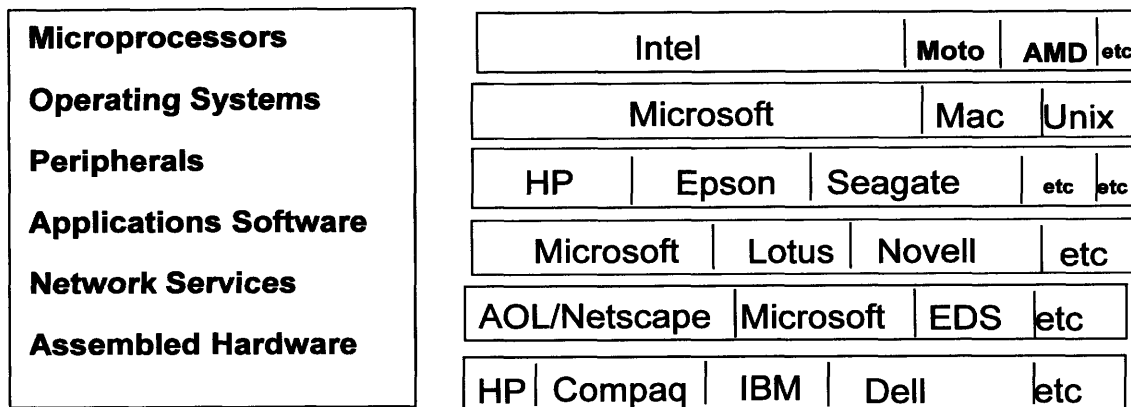 Microprocessors
Operating Systems
Peripherals
Applications Software
Network Services
Assembled Hardware
Intel Moto AMD etc
Microsoft Mac Unix
HP Epson Seagate etc etc
Microsoft Lotus Novell etc
AOL/Netscape Microsoft EDS etc
HP Compaq IBM Dell etc